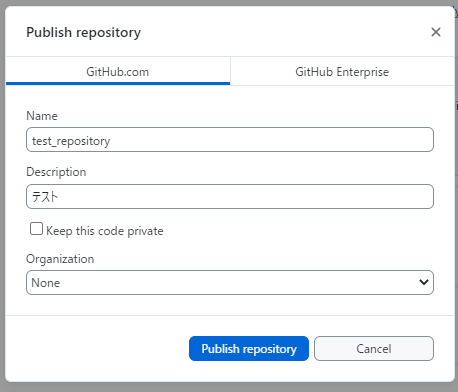 Publish repository
GitHub.com
GitHub Enterprise
Name
test_repository
Description
テスト
Keep this code private
Organization
None
Publish repository
Cancel